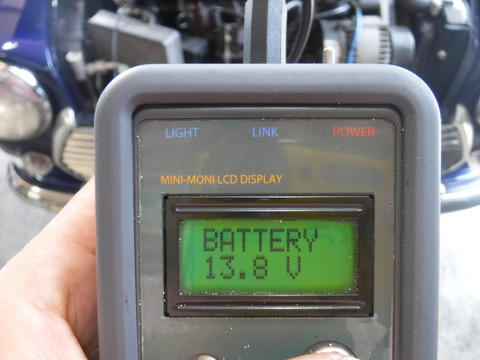 LIGHT LINK POWER
MINI-MONI LCD DISPLAY
BATTERY
13.8 V